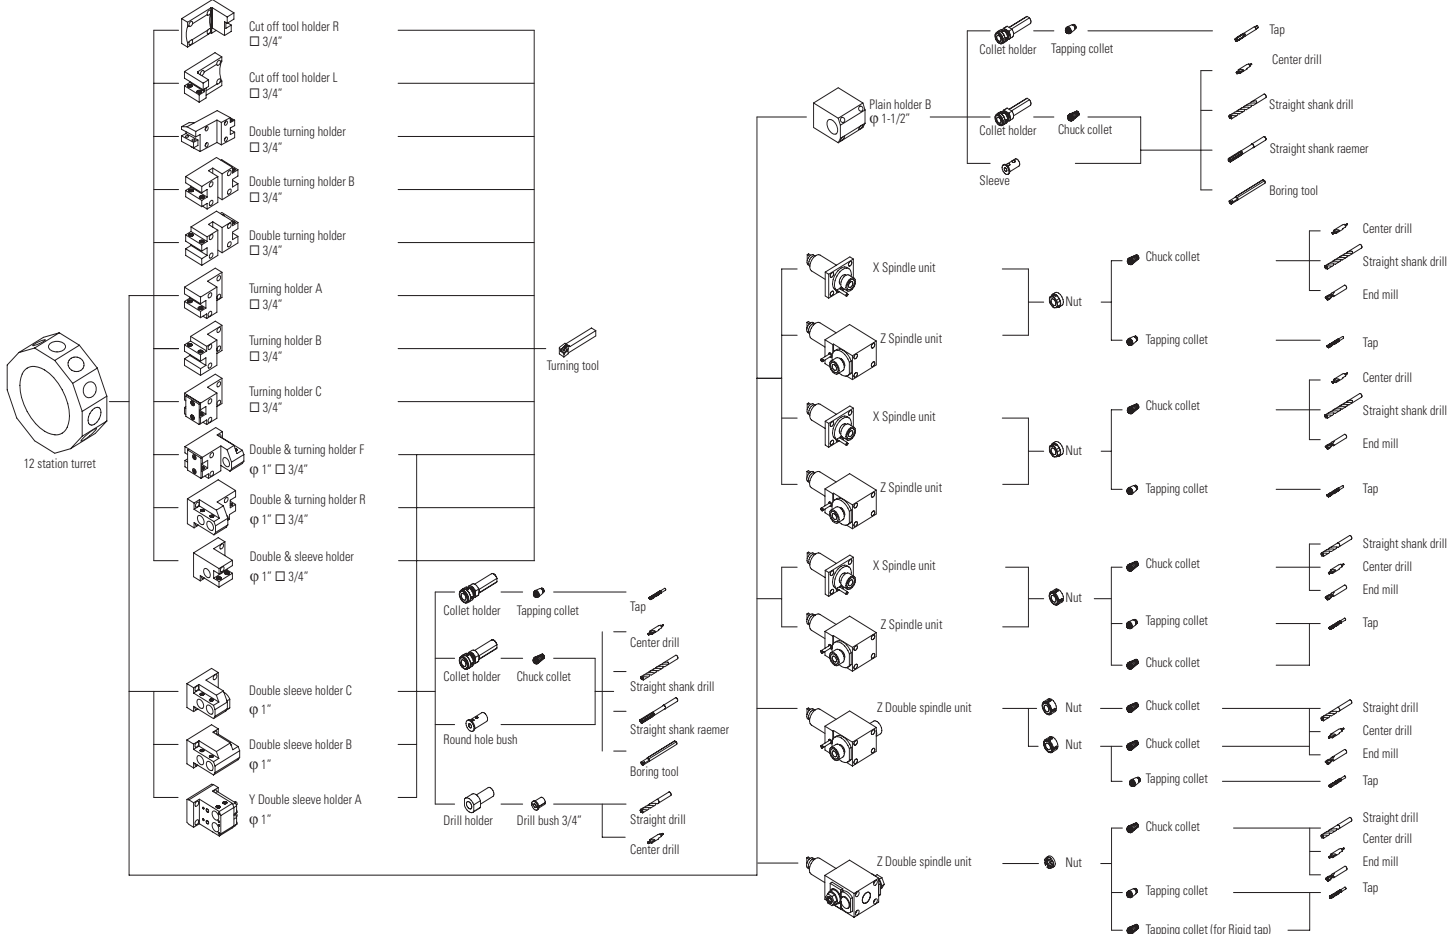 12 station turret
Cut off tool holder R
□ 3/4"
Cut off tool holder L
□ 3/4"
Double turning holder
□ 3/4"
Double turning holder B
□ 3/4"
Double turning holder
□ 3/4"
Turning holder A
□ 3/4"
Turning holder B
□ 3/4"
Turning holder C
□ 3/4"
Double & turning holder F
φ 1" □ 3/4"
Double & turning holder R
φ 1" □ 3/4"
Double & sleeve holder
φ 1" □ 3/4"
Turning tool
Double sleeve holder C
φ 1"
Double sleeve holder B
φ 1"
Y Double sleeve holder A
φ 1"
Collet holder
Tapping collet
Tap
Center drill
Collet holder
Chuck collet
Straight shank drill
Round hole bush
Straight shank raemer
Boring tool
Drill holder
Drill bush 3/4"
Straight drill
Center drill
Plain holder B
φ 1-1/2"
Collet holder
Tapping collet
Tap
Center drill
Straight shank drill
Collet holder
Chuck collet
Straight shank raemer
Sleeve
Boring tool
X Spindle unit
Z Spindle unit
Nut
Chuck collet
Center drill
Straight shank drill
End mill
Tapping collet
Tap
X Spindle unit
Z Spindle unit
Nut
Chuck collet
Center drill
Straight shank drill
End mill
Tapping collet
Tap
X Spindle unit
Z Spindle unit
Nut
Chuck collet
Straight shank drill
Center drill
End mill
Tapping collet
Tap
Chuck collet
Z Double spindle unit
Nut
Chuck collet
Straight drill
Center drill
Nut
Chuck collet
End mill
Tapping collet
Tap
Z Double spindle unit
Nut
Chuck collet
Straight drill
Center drill
End mill
Tapping collet
Tap
Tapping collet (for Rigid tap)